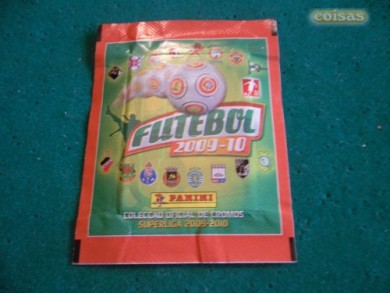 coisas
FUTEBOL
2009-10
PANINI
COLECÇÃO OFICIAL DE CROMOS
SUPERLIGA 2009-2010